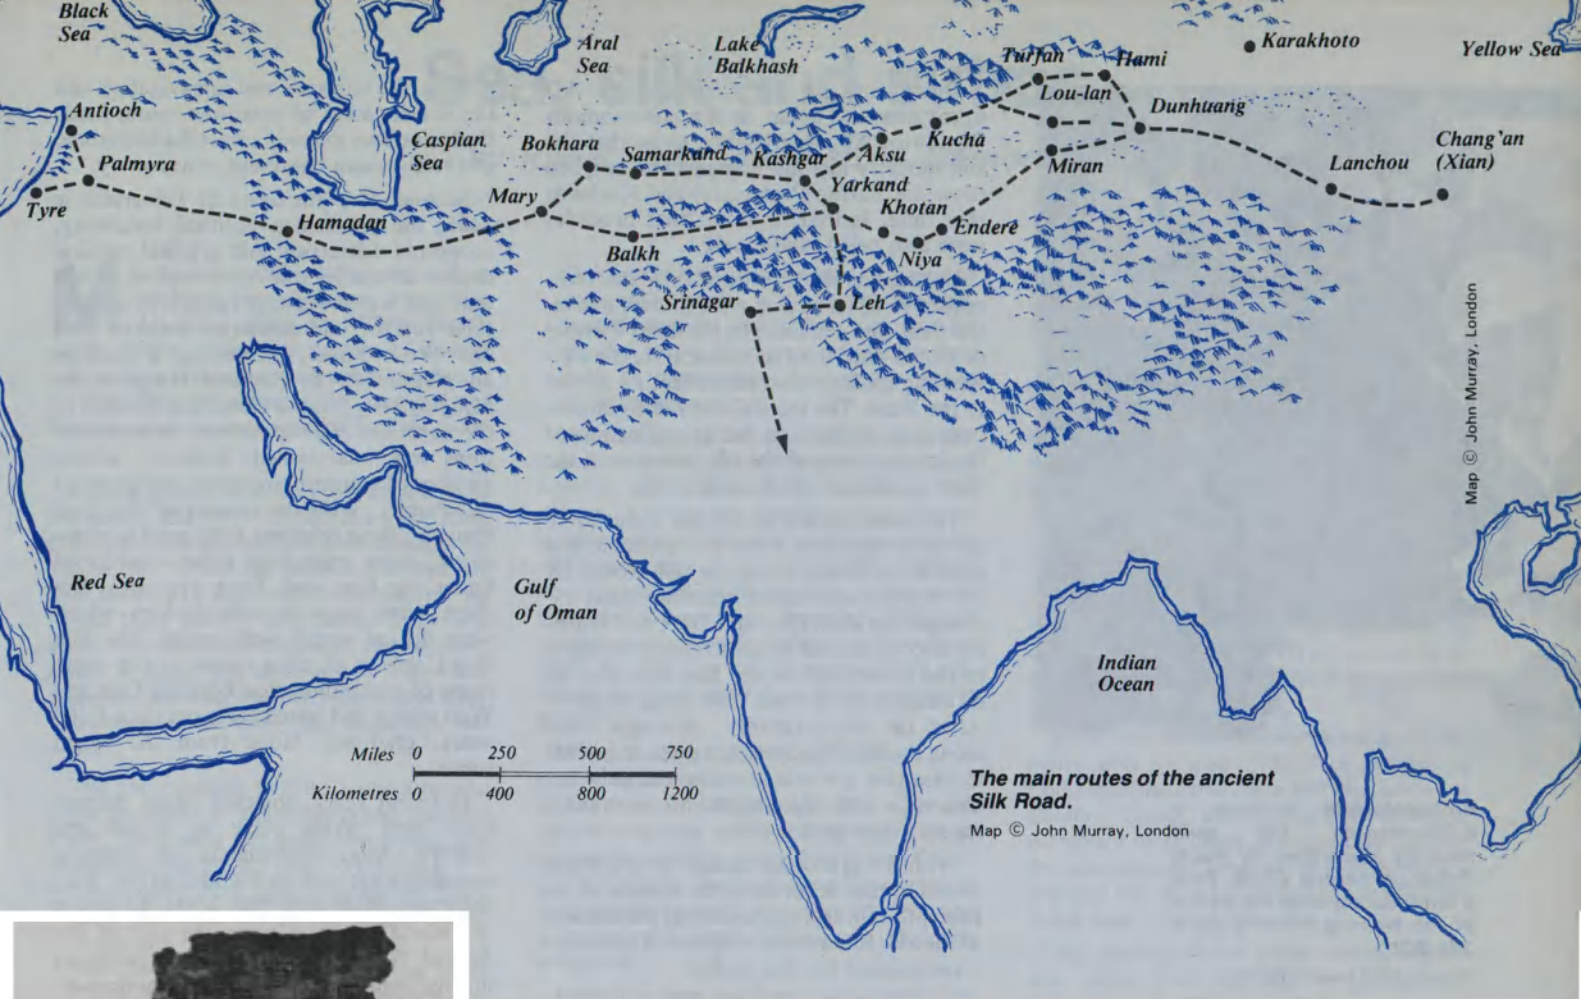 Black
Sea
Aral
Sea
Lake
Balkhash
Turfan
Hami
Karakhoto
Yellow Sea
Antioch
Lou-lan
Dunhuang
Caspian
Sea
Bokhara
Samarkand
Kashgar
Aksu
Kucha
Chang'an
(Xian)
Palmyra
Miran
Lanchou
Tyre
Mary
Yarkand
Khotan
Hamadan
Endere
Balkh
Niya
Srinagar
Leh
Map © John Murray, London
Red Sea
Gulf
of Oman
Indian
Ocean
Miles 0 250 500 750
Kilometres 0 400 800 1200
The main routes of the ancient
Silk Road.
Map © John Murray, London